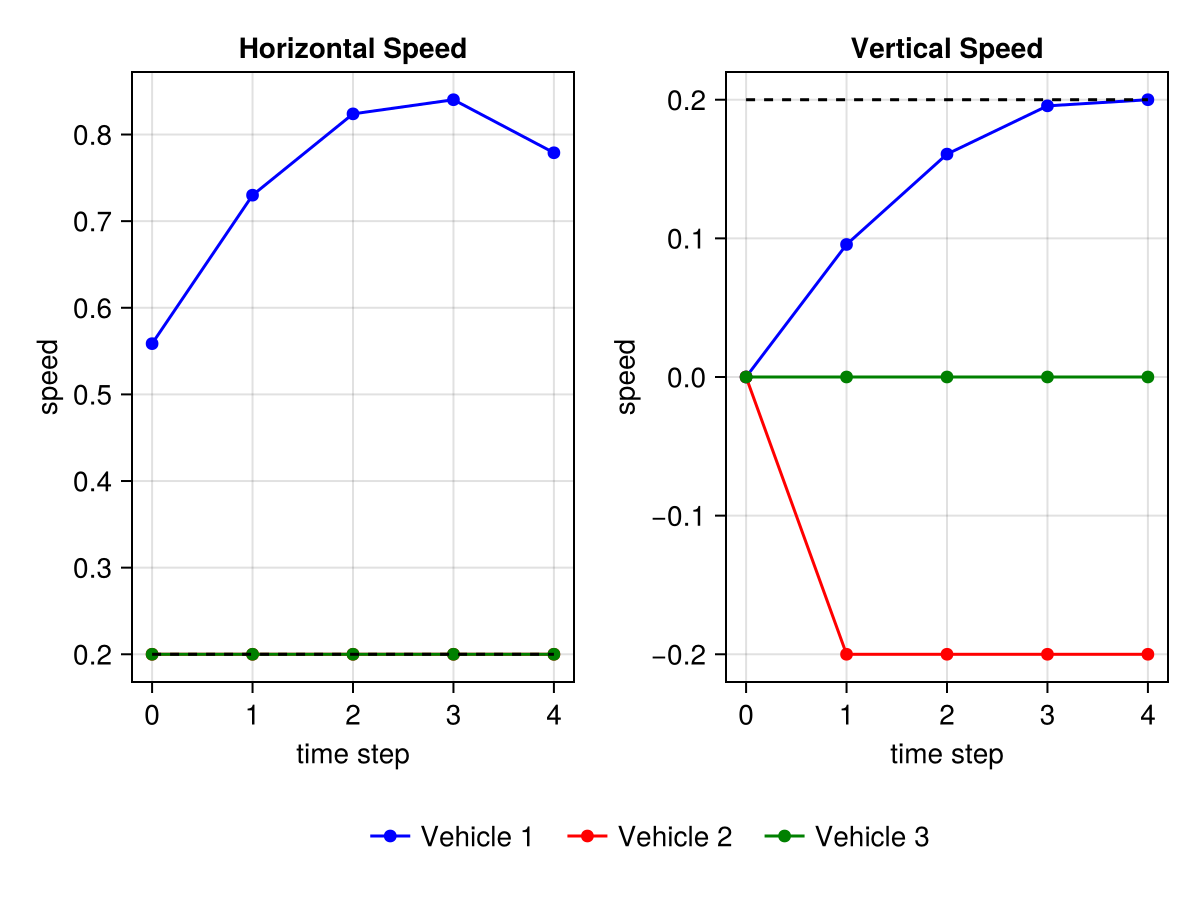 Horizontal Speed
speed
0.8
0.7
0.6
0.5
0.4
0.3
0.2
0 1 2 3 4
time step
Vertical Speed
speed
0.2
0.1
0.0
−0.1
−0.2
0 1 2 3 4
time step
Vehicle 1 Vehicle 2 Vehicle 3